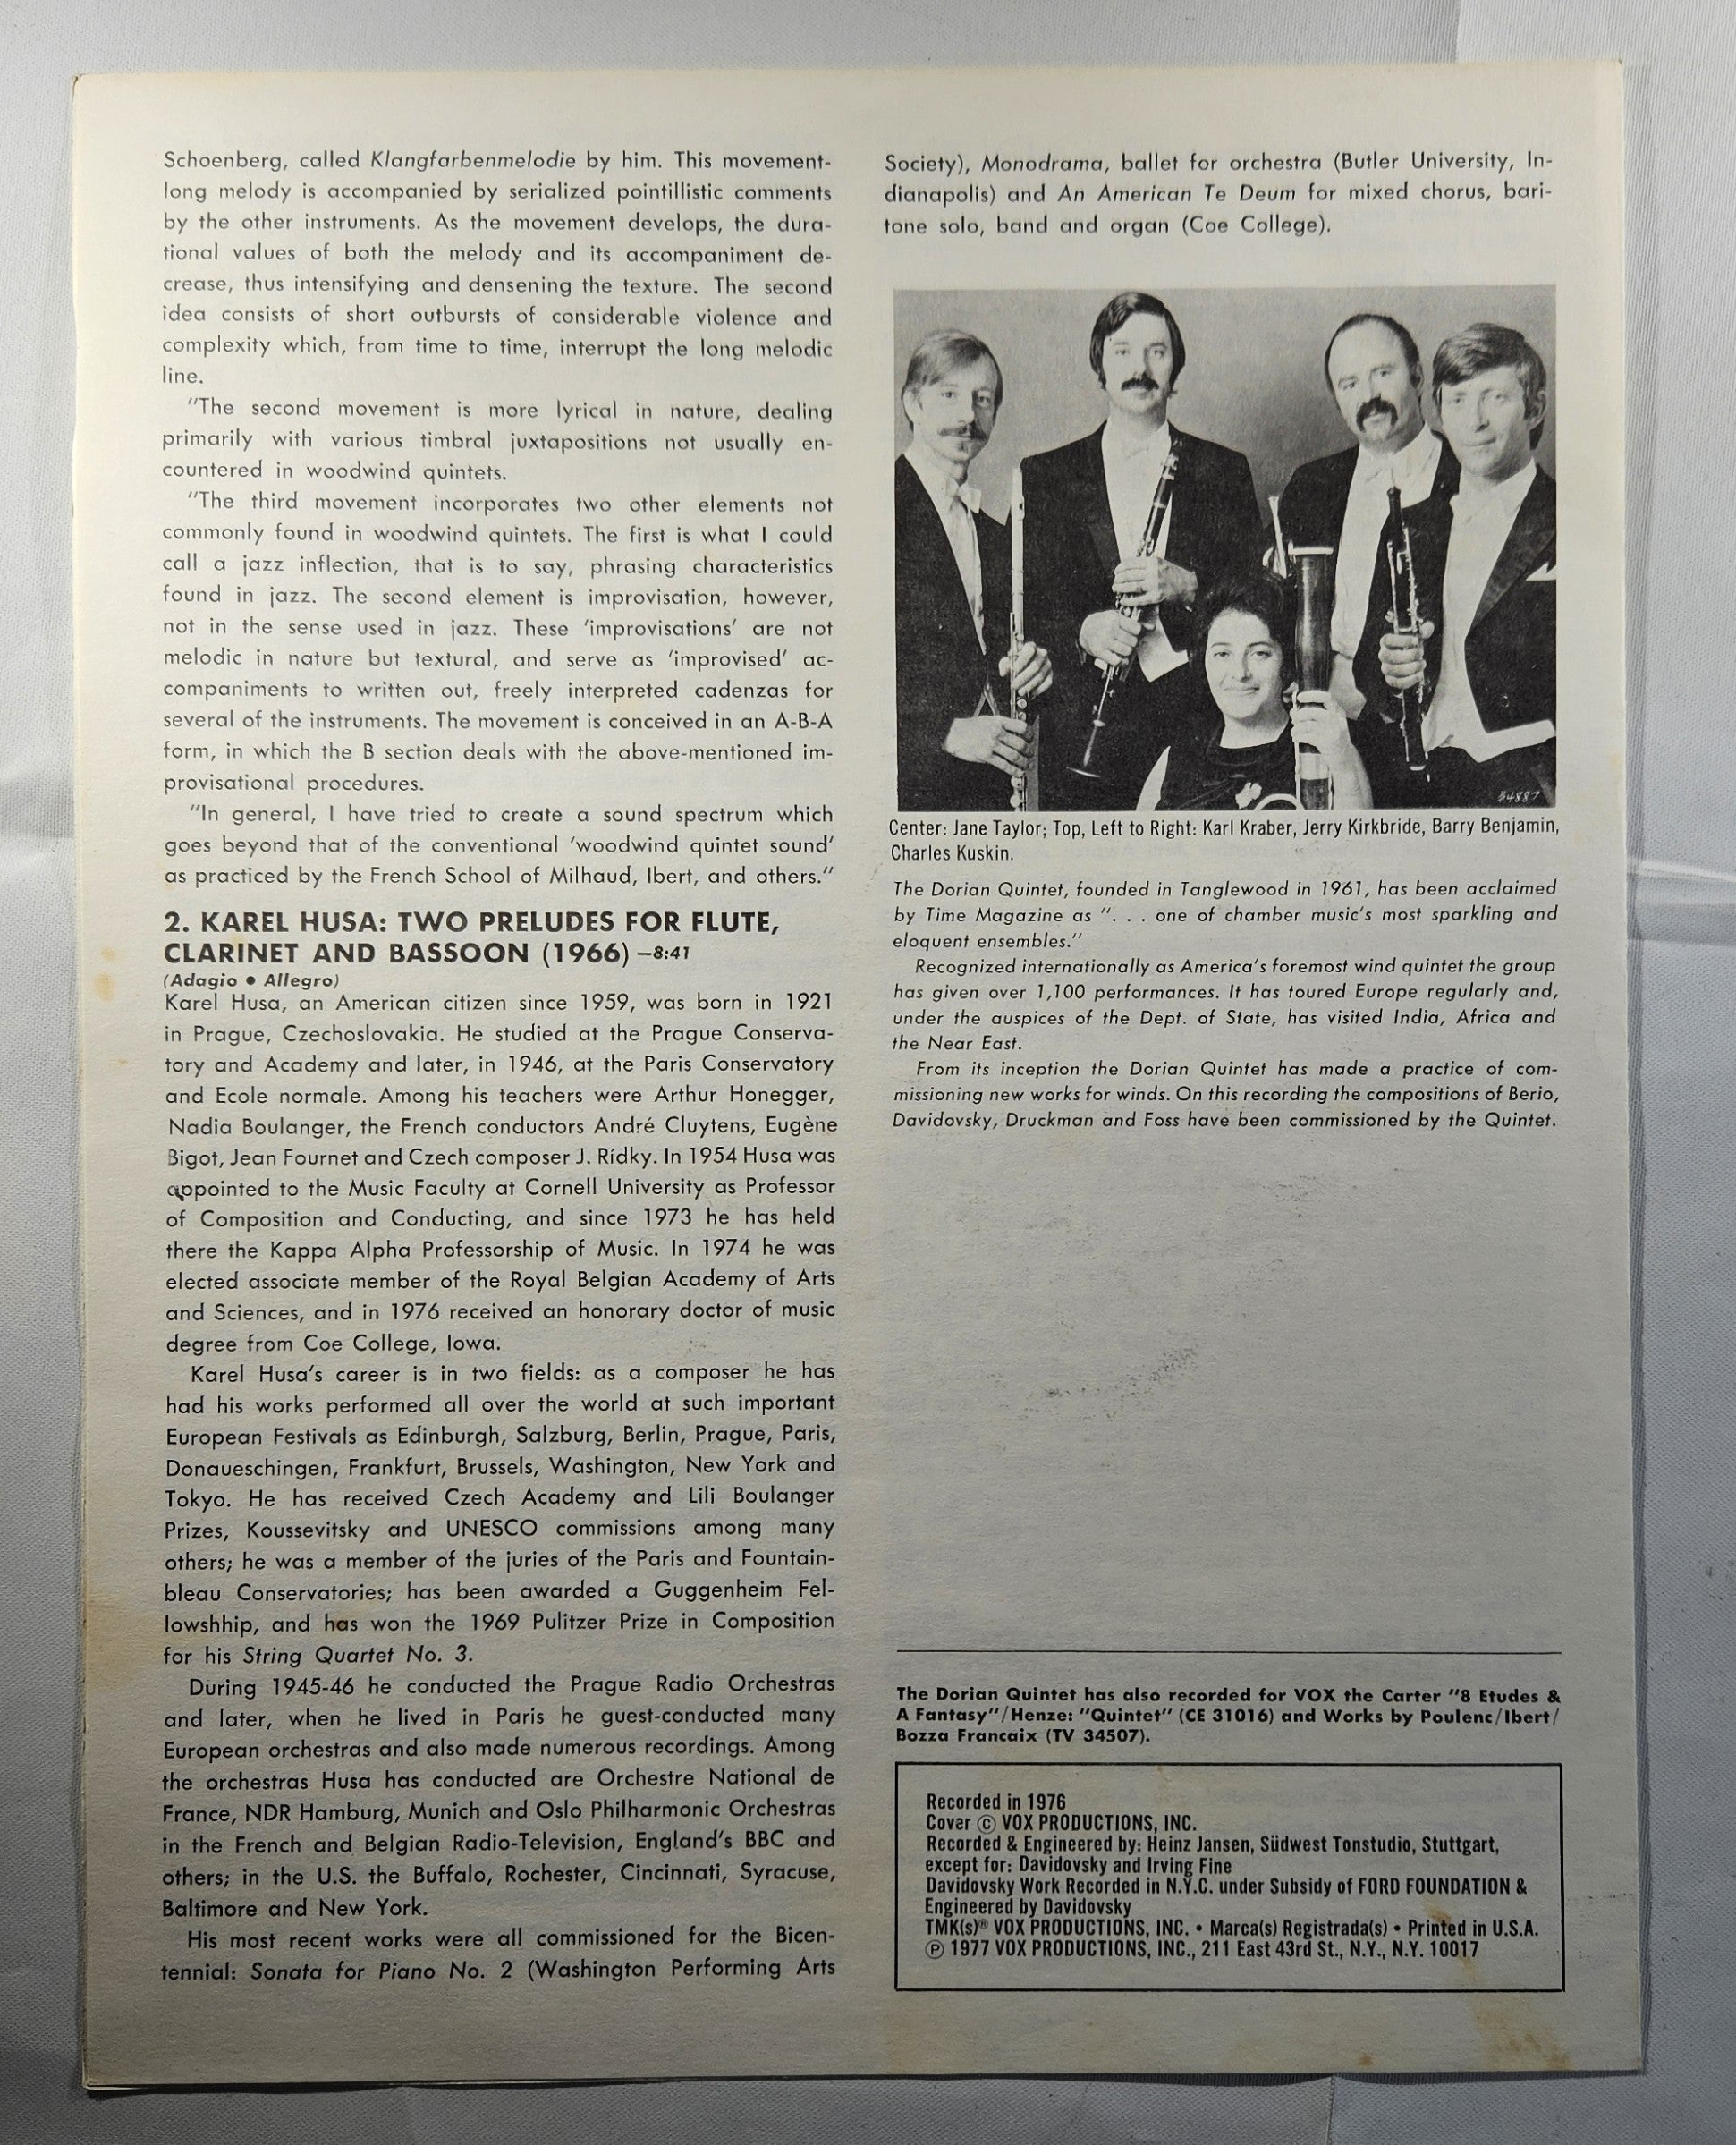 Schoenberg, called Klangfarbenmelodie by him. This movement-
long melody is accompanied by serialized pointillistic comments
by the other instruments. As the movement develops, the dura-
tional values of both the melody and its accompaniment de-
crease, thus intensifying and densening the texture. The second
idea consists of short outbursts of considerable violence and
complexity which, from time to time, interrupt the long melodic
line.
"The second movement is more lyrical in nature, dealing
primarily with various timbral juxtapositions not usually en-
countered in woodwind quintets.
"The third movement incorporates two other elements not
commonly found in woodwind quintets. The first is what I could
call a jazz inflection, that is to say, phrasing characteristics
found in jazz. The second element is improvisation, however,
not in the sense used in jazz. These 'improvisations' are not
melodic in nature but textural, and serve as 'improvised' ac-
companiments to written out, freely interpreted cadenzas for
several of the instruments. The movement is conceived in an A-B-A
form, in which the B section deals with the above-mentioned im-
provisational procedures.
"In general, I have tried to create a sound spectrum which
goes beyond that of the conventional 'woodwind quintet sound'
as practiced by the French School of Milhaud, Ibert, and others."
2. KAREL HUSA: TWO PRELUDES FOR FLUTE,
CLARINET AND BASSOON (1966) —8:41
(Adagio • Allegro)
Karel Husa, an American citizen since 1959, was born in 1921
in Prague, Czechoslovakia. He studied at the Prague Conserva-
tory and Academy and later, in 1946, at the Paris Conservatory
and Ecole normale. Among his teachers were Arthur Honegger,
Nadia Boulanger, the French conductors André Cluytens, Eugène
Bigot, Jean Fournet and Czech composer J. Rídky. In 1954 Husa was
appointed to the Music Faculty at Cornell University as Professor
of Composition and Conducting, and since 1973 he has held
there the Kappa Alpha Professorship of Music. In 1974 he was
elected associate member of the Royal Belgian Academy of Arts
and Sciences, and in 1976 received an honorary doctor of music
degree from Coe College, Iowa.
Karel Husa's career is in two fields: as a composer he has
had his works performed all over the world at such important
European Festivals as Edinburgh, Salzburg, Berlin, Prague, Paris,
Donaueschingen, Frankfurt, Brussels, Washington, New York and
Tokyo. He has received Czech Academy and Lili Boulanger
Prizes, Koussevitsky and UNESCO commissions among many
others; he was a member of the juries of the Paris and Fountain-
bleau Conservatories; has been awarded a Guggenheim Fel-
lowshhip, and has won the 1969 Pulitzer Prize in Composition
for his String Quartet No. 3.
During 1945-46 he conducted the Prague Radio Orchestras
and later, when he lived in Paris he guest-conducted many
European orchestras and also made numerous recordings. Among
the orchestras Husa has conducted are Orchestre National de
France, NDR Hamburg, Munich and Oslo Philharmonic Orchestras
in the French and Belgian Radio-Television, England's BBC and
others; in the U.S. the Buffalo, Rochester, Cincinnati, Syracuse,
Baltimore and New York.
His most recent works were all commissioned for the Bicen-
tennial: Sonata for Piano No. 2 (Washington Performing Arts
Society), Monodrama, ballet for orchestra (Butler University, In-
dianapolis) and An American Te Deum for mixed chorus, bari-
tone solo, band and organ (Coe College).
34887
Center: Jane Taylor; Top, Left to Right: Karl Kraber, Jerry Kirkbride, Barry Benjamin,
Charles Kuskin.
The Dorian Quintet, founded in Tanglewood in 1961, has been acclaimed
by Time Magazine as ". . . one of chamber music's most sparkling and
eloquent ensembles."
Recognized internationally as America's foremost wind quintet the group
has given over 1,100 performances. It has toured Europe regularly and,
under the auspices of the Dept. of State, has visited India, Africa and
the Near East.
From its inception the Dorian Quintet has made a practice of com-
missioning new works for winds. On this recording the compositions of Berio,
Davidovsky, Druckman and Foss have been commissioned by the Quintet.
The Dorian Quintet has also recorded for VOX the Carter "8 Etudes &
A Fantasy"/Henze: "Quintet" (CE 31016) and Works by Poulenc/Ibert/
Bozza Francaix (TV 34507).
Recorded in 1976
Cover © VOX PRODUCTIONS, INC.
Recorded & Engineered by: Heinz Jansen, Südwest Tonstudio, Stuttgart,
except for: Davidovsky and Irving Fine
Davidovsky Work Recorded in N.Y.C. under Subsidy of FORD FOUNDATION &
Engineered by Davidovsky
TMK(s)® VOX PRODUCTIONS, INC. • Marca(s) Registrada(s) • Printed in U.S.A.
℗ 1977 VOX PRODUCTIONS, INC., 211 East 43rd St., N.Y., N.Y. 10017